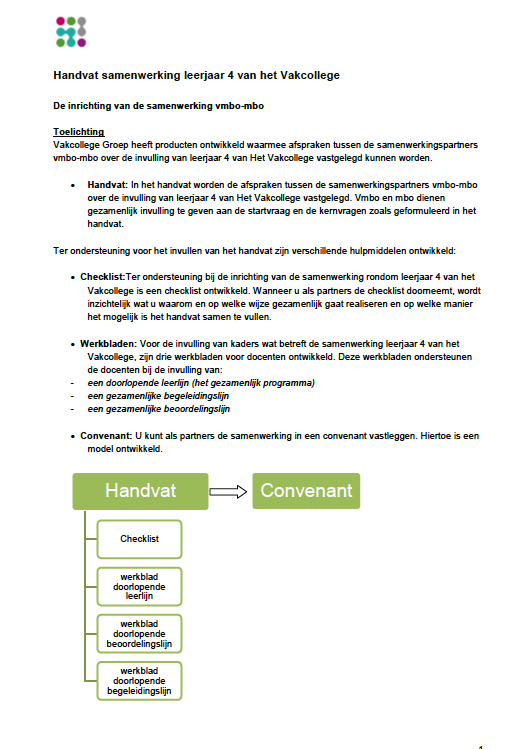 Handvat samenwerking leerjaar 4 van het Vakcollege
De inrichting van de samenwerking vmbo-mbo
Toelichting
Vakcollege Groep heeft producten ontwikkeld waarmee afspraken tussen de samenwerkingspartners
vmbo-mbo over de invulling van leerjaar 4 van Het Vakcollege vastgelegd kunnen worden.
• Handvat: In het handvat worden de afspraken tussen de samenwerkingspartners vmbo-mbo
over de invulling van leerjaar 4 van Het Vakcollege vastgelegd. Vmbo en mbo dienen
gezamenlijk invulling te geven aan de startvraag en de kernvragen zoals geformuleerd in het
handvat.
Ter ondersteuning voor het invullen van het handvat zijn verschillende hulpmiddelen ontwikkeld:
• Checklist:Ter ondersteuning bij de inrichting van de samenwerking rondom leerjaar 4 van het
Vakcollege is een checklist ontwikkeld. Wanneer u als partners de checklist doorneemt, wordt
inzichtelijk wat u waarom en op welke wijze gezamenlijk gaat realiseren en op welke manier
het mogelijk is het handvat samen te vullen.
• Werkbladen: Voor de invulling van kaders wat betreft de samenwerking leerjaar 4 van het
Vakcollege, zijn drie werkbladen voor docenten ontwikkeld. Deze werkbladen ondersteunen
de docenten bij de invulling van:
- een doorlopende leerlijn (het gezamenlijk programma)
- een gezamenlijke begeleidingslijn
- een gezamenlijke beoordelingslijn
• Convenant: U kunt als partners de samenwerking in een convenant vastleggen. Hiertoe is een
model ontwikkeld.
Handvat
Convenant
Checklist
werkblad
doorlopende
leerlijn
werkblad
doorlopende
beoordelingslijn
werkblad
doorlopende
begeleidingslijn